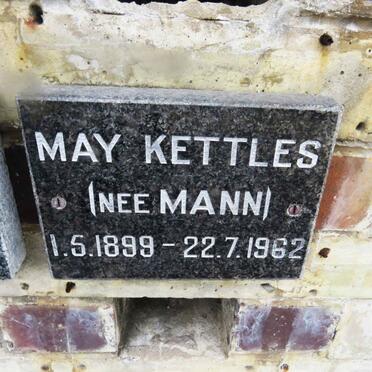 MAY KETTLES
(NEE MANN)
1.5.1899 - 22.7.1962